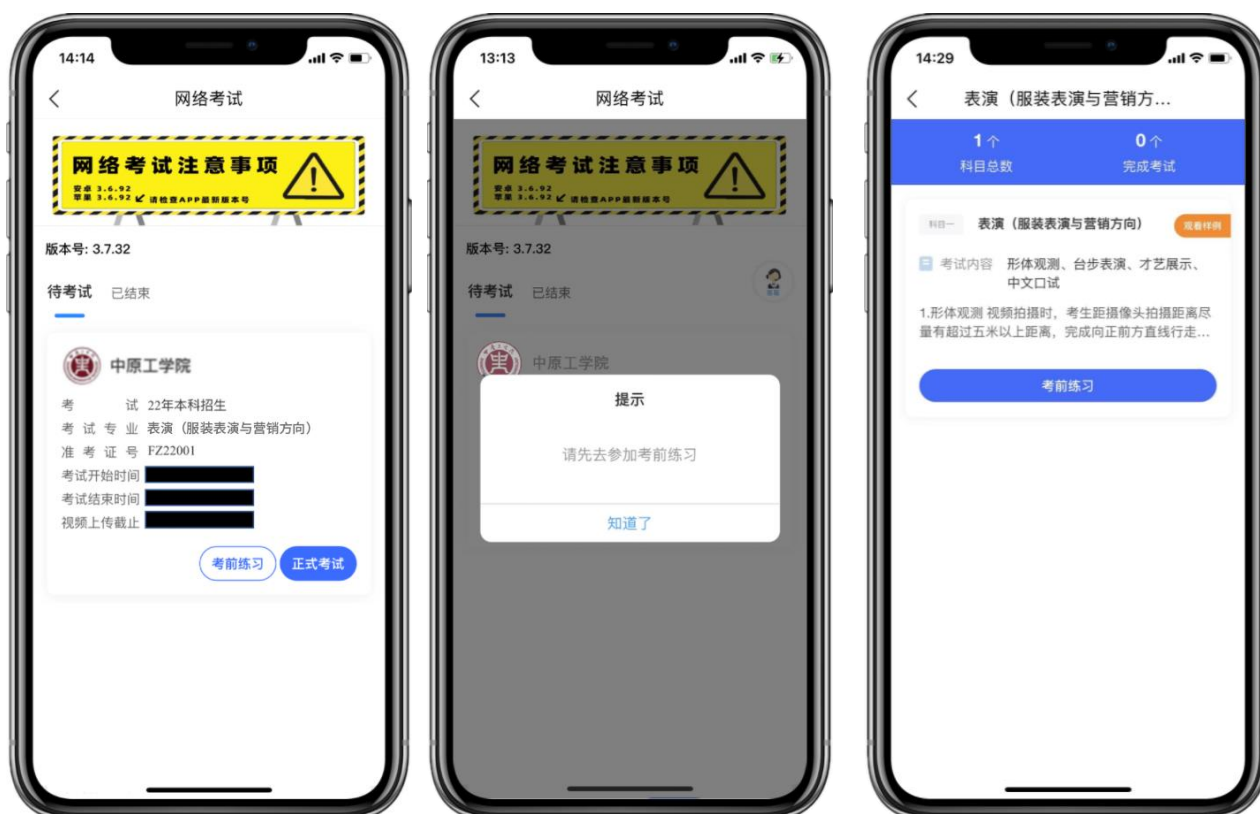 14:14
网络考试
网络考试注意事项
安卓 3.6.92
苹果 3.6.92 ↙ 请检查APP最新版本号
版本号: 3.7.32
待考试 已结束
中原工学院
考 试 22年本科招生
考 试 专 业 表演（服装表演与营销方向）
准 考 证 号 FZ22001
考试开始时间
考试结束时间
视频上传截止
考前练习 正式考试
13:13
网络考试
网络考试注意事项
安卓 3.6.92
苹果 3.6.92 ↙ 请检查APP最新版本号
版本号: 3.7.32
待考试 已结束
中原工学院
提示
请先去参加考前练习
知道了
14:29
表演（服装表演与营销方...
1个 0个
科目总数 完成考试
科目一 表演（服装表演与营销方向） 观看样例
考试内容 形体观测、台步表演、才艺展示、
中文口试
1.形体观测 视频拍摄时，考生距摄像头拍摄距离尽
量有超过五米以上距离，完成向正前方直线行走...
考前练习